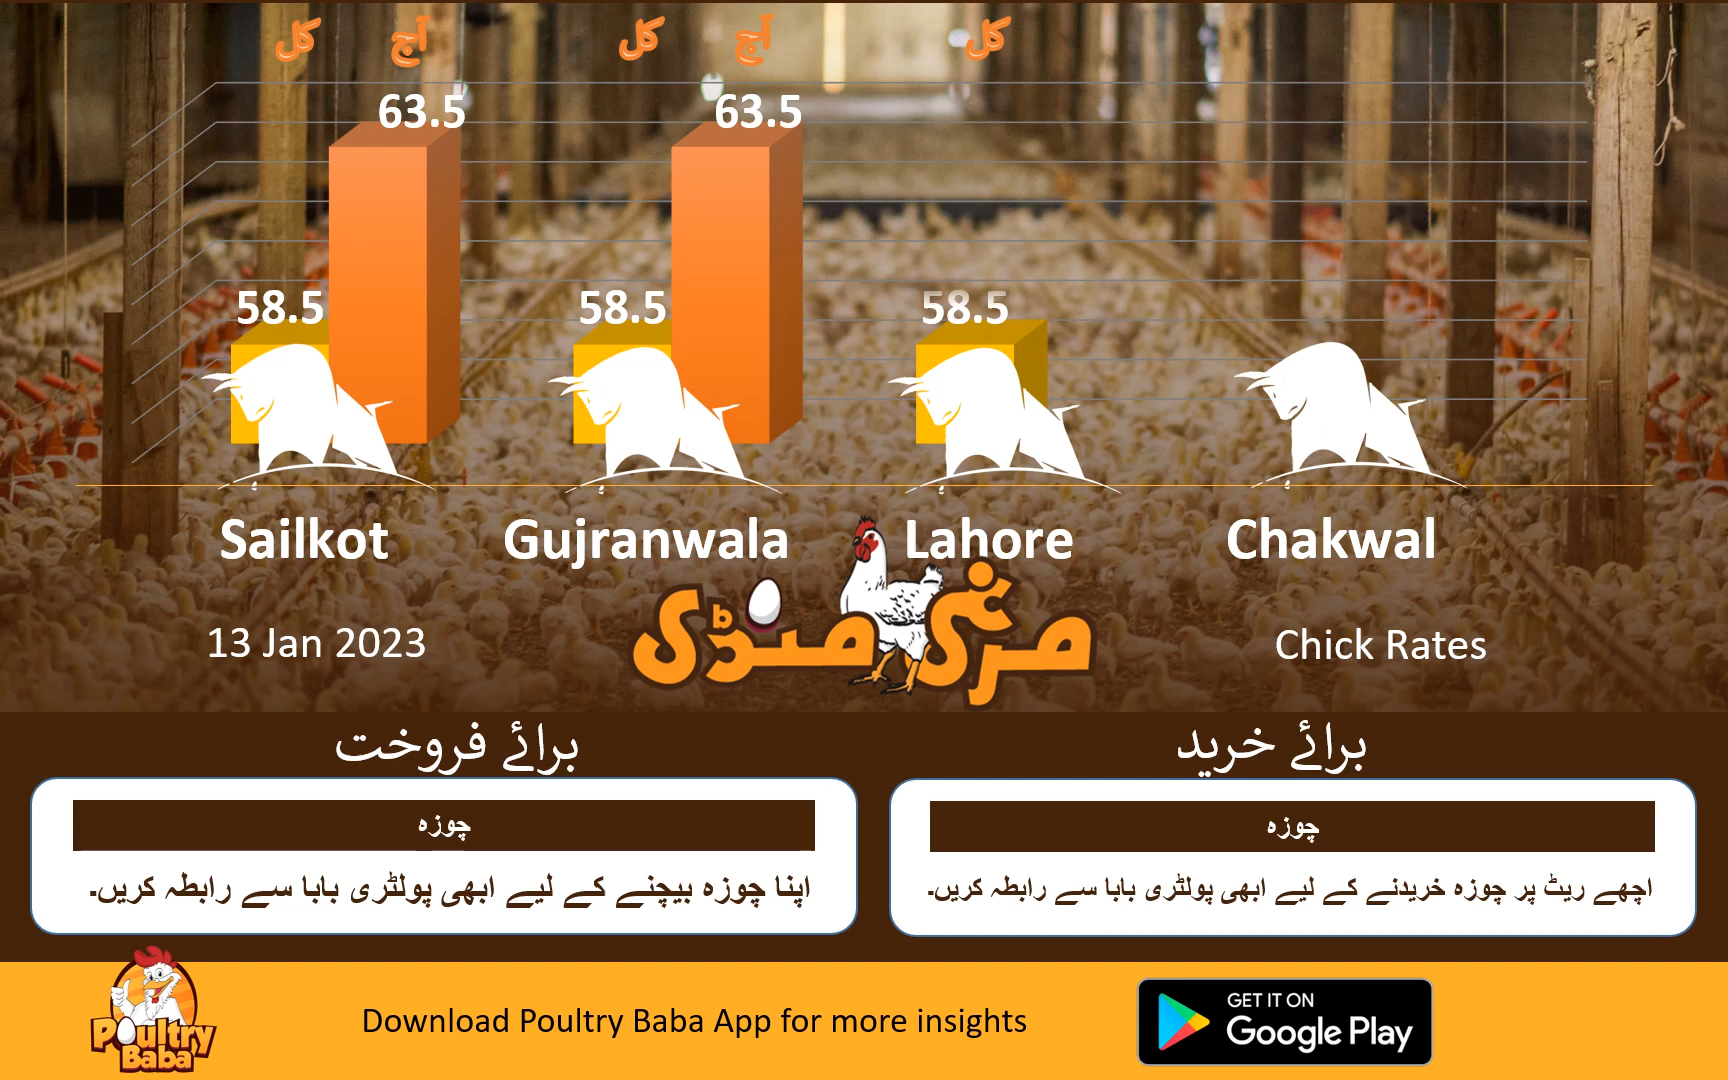 کل آج کل آج کل
63.5 63.5
58.5 58.5 58.5
Sailkot Gujranwala Lahore Chakwal
مرغی منڈی
13 Jan 2023
Chick Rates
برائے فروخت
چوزہ
اپنا چوزہ بیچنے کے لیے ابھی پولٹری بابا سے رابطہ کریں۔
برائے خرید
چوزہ
اچھے ریٹ پر چوزہ خریدنے کے لیے ابھی پولٹری بابا سے رابطہ کریں۔
Poultry
Baba
Download Poultry Baba App for more insights
GET IT ON
Google Play